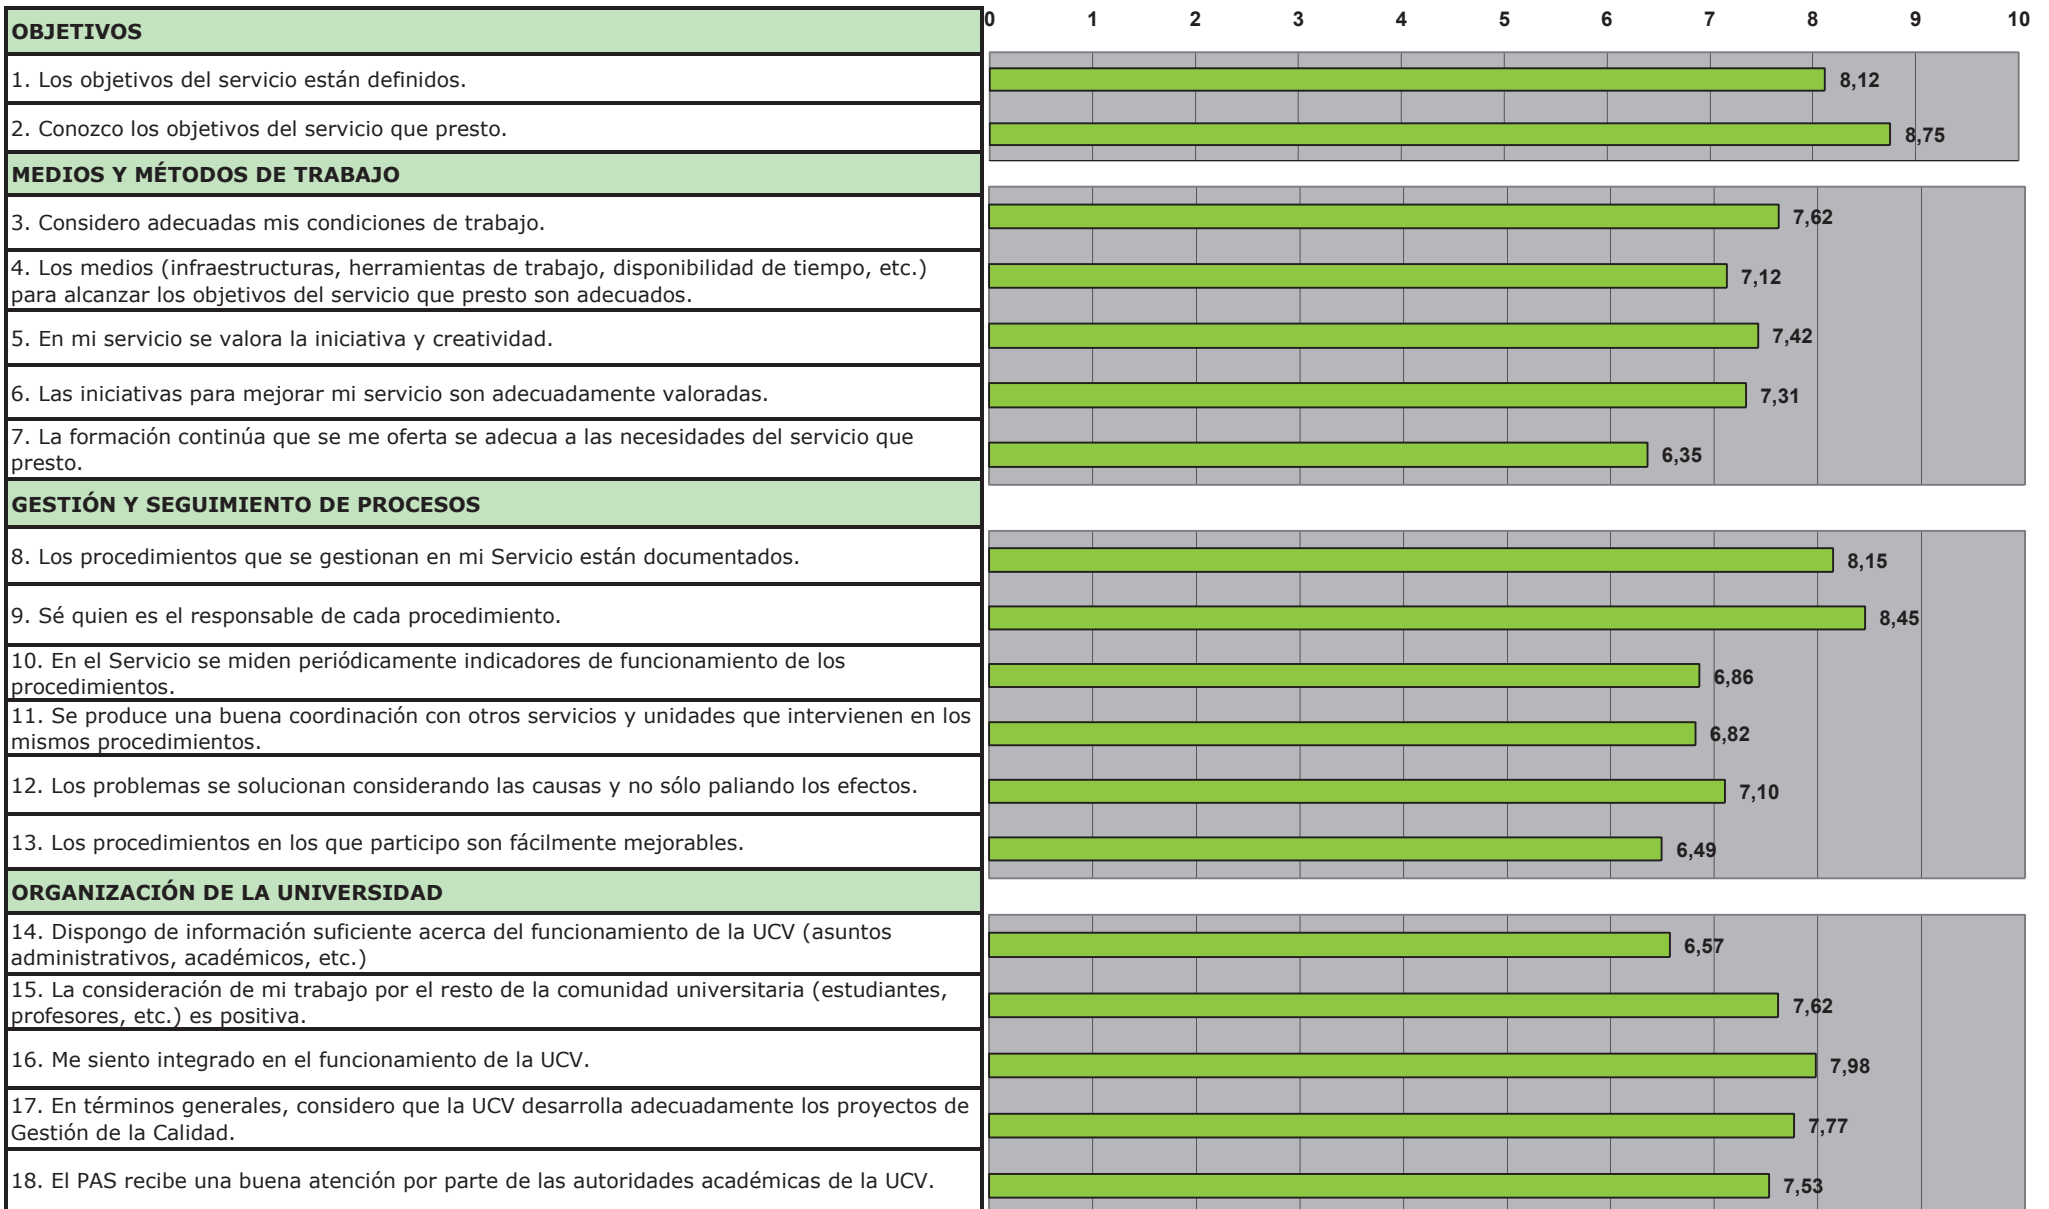 0 1 2 3 4 5 6 7 8 9 10
OBJETIVOS
1. Los objetivos del servicio están definidos.
8,12
2. Conozco los objetivos del servicio que presto.
8,75
MEDIOS Y MÉTODOS DE TRABAJO
3. Considero adecuadas mis condiciones de trabajo.
7,62
4. Los medios (infraestructuras, herramientas de trabajo, disponibilidad de tiempo, etc.)
para alcanzar los objetivos del servicio que presto son adecuados.
7,12
5. En mi servicio se valora la iniciativa y creatividad.
7,42
6. Las iniciativas para mejorar mi servicio son adecuadamente valoradas.
7,31
7. La formación continúa que se me oferta se adecua a las necesidades del servicio que
presto.
6,35
GESTIÓN Y SEGUIMIENTO DE PROCESOS
8. Los procedimientos que se gestionan en mi Servicio están documentados.
8,15
9. Sé quien es el responsable de cada procedimiento.
8,45
10. En el Servicio se miden periódicamente indicadores de funcionamiento de los
procedimientos.
6,86
11. Se produce una buena coordinación con otros servicios y unidades que intervienen en los
mismos procedimientos.
6,82
12. Los problemas se solucionan considerando las causas y no sólo paliando los efectos.
7,10
13. Los procedimientos en los que participo son fácilmente mejorables.
6,49
ORGANIZACIÓN DE LA UNIVERSIDAD
14. Dispongo de información suficiente acerca del funcionamiento de la UCV (asuntos
administrativos, académicos, etc.)
6,57
15. La consideración de mi trabajo por el resto de la comunidad universitaria (estudiantes,
profesores, etc.) es positiva.
7,62
16. Me siento integrado en el funcionamiento de la UCV.
7,98
17. En términos generales, considero que la UCV desarrolla adecuadamente los proyectos de
Gestión de la Calidad.
7,77
18. El PAS recibe una buena atención por parte de las autoridades académicas de la UCV.
7,53